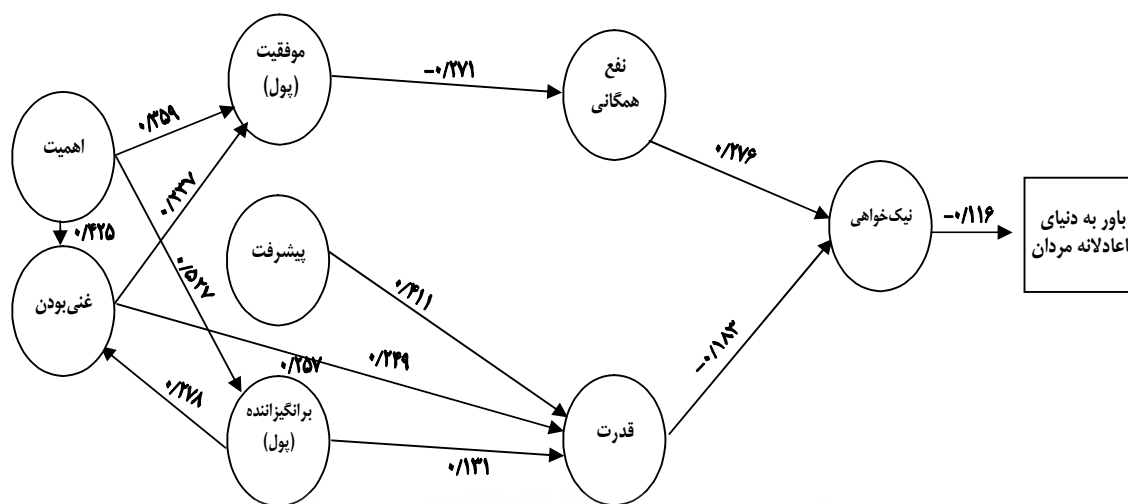 موفقیت
(پول)
-۰/۲۷۱
نفع
همگانی
۰/۳۵۹
اهمیت
۰/۲۷۶
نیک‌خواهی
-۰/۱۱۶
باور به دنیای
اعادلانه مردان
۰/۴۲۵
۰/۲۳۷
پیشرفت
۰/۵۲۷
۰/۴۱۱
غنی‌بودن
۰/۲۴۹
۰/۲۵۷
-۰/۱۸۳
۰/۲۷۸
برانگیزاننده
(پول)
قدرت
۰/۱۳۱